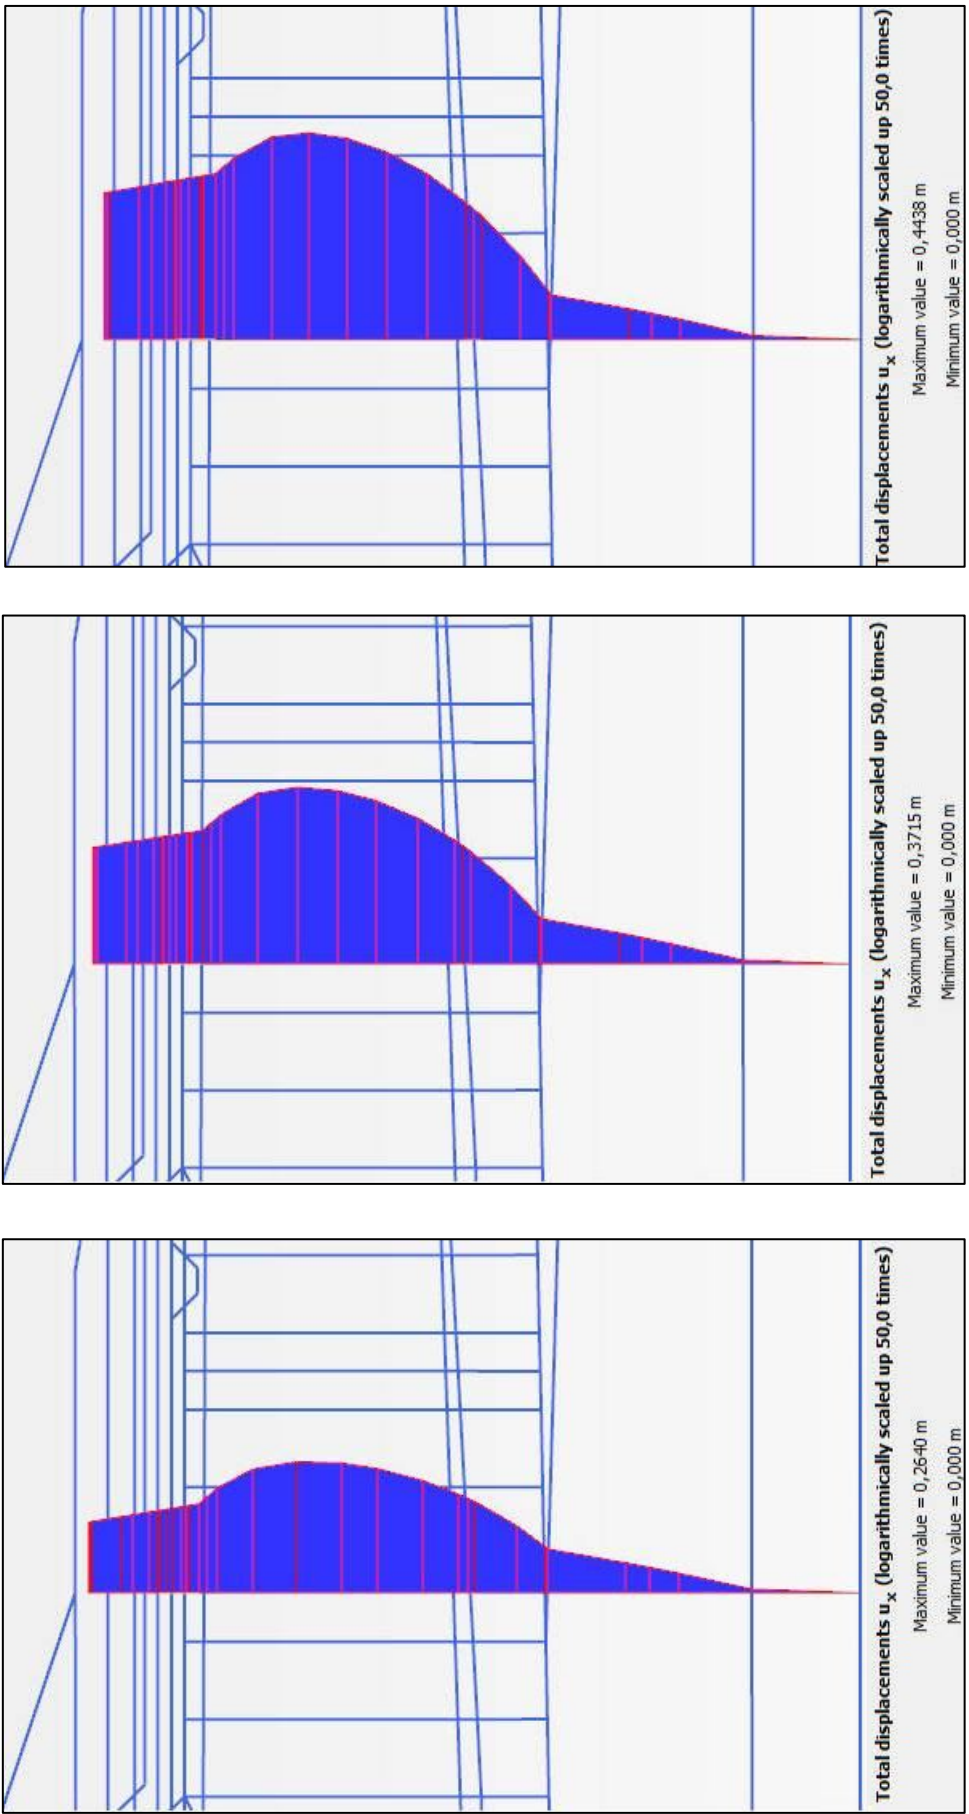 Total displacements uₓ (logarithmically scaled up 50,0 times)
Maximum value = 0,2640 m
Minimum value = 0,000 m
Total displacements uₓ (logarithmically scaled up 50,0 times)
Maximum value = 0,3715 m
Minimum value = 0,000 m
Total displacements uₓ (logarithmically scaled up 50,0 times)
Maximum value = 0,4438 m
Minimum value = 0,000 m